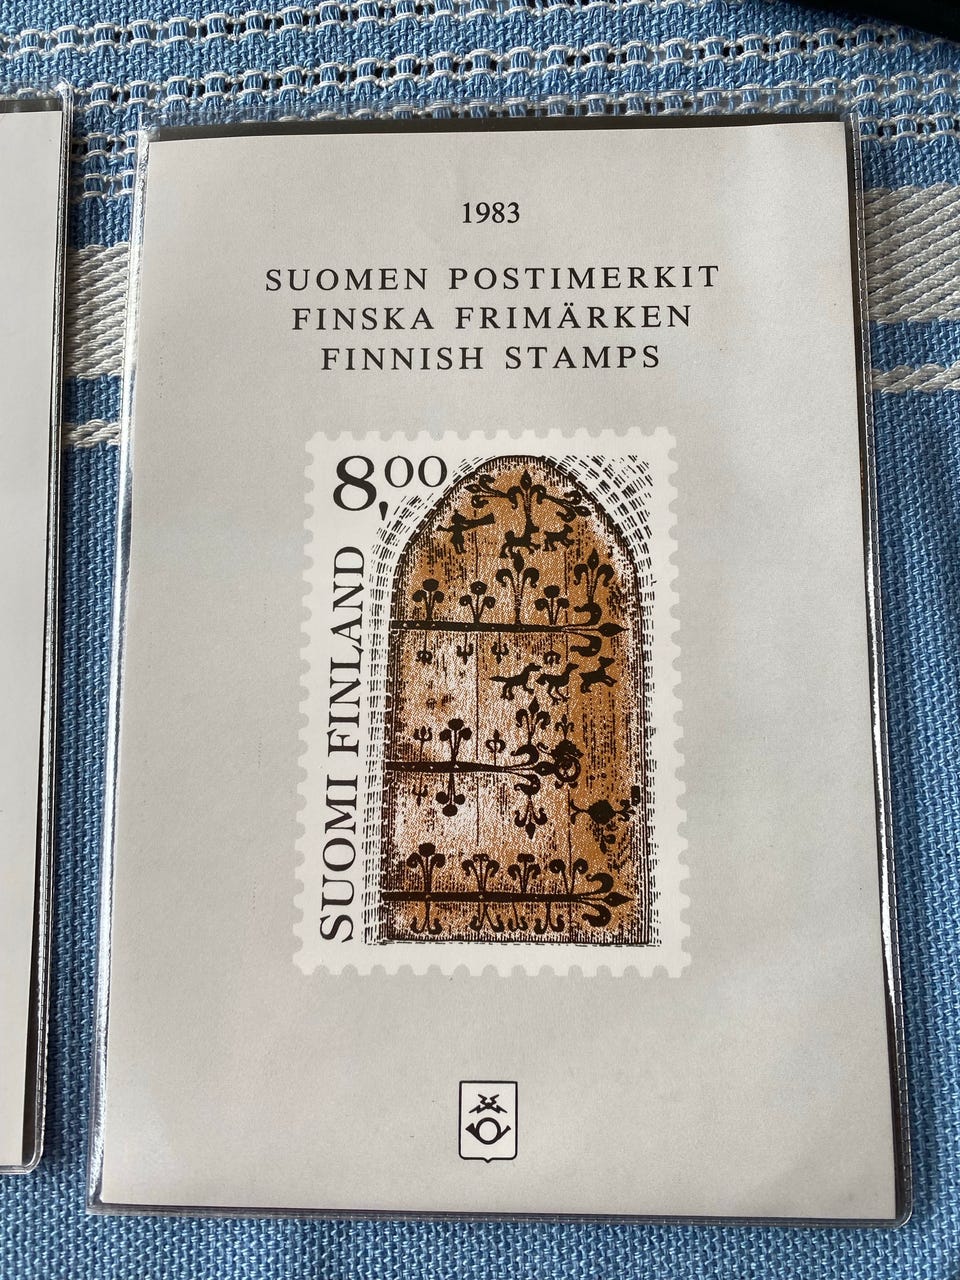 1983
SUOMEN POSTIMERKIT
FINSKA FRIMÄRKEN
FINNISH STAMPS
8,00
SUOMI FINLAND